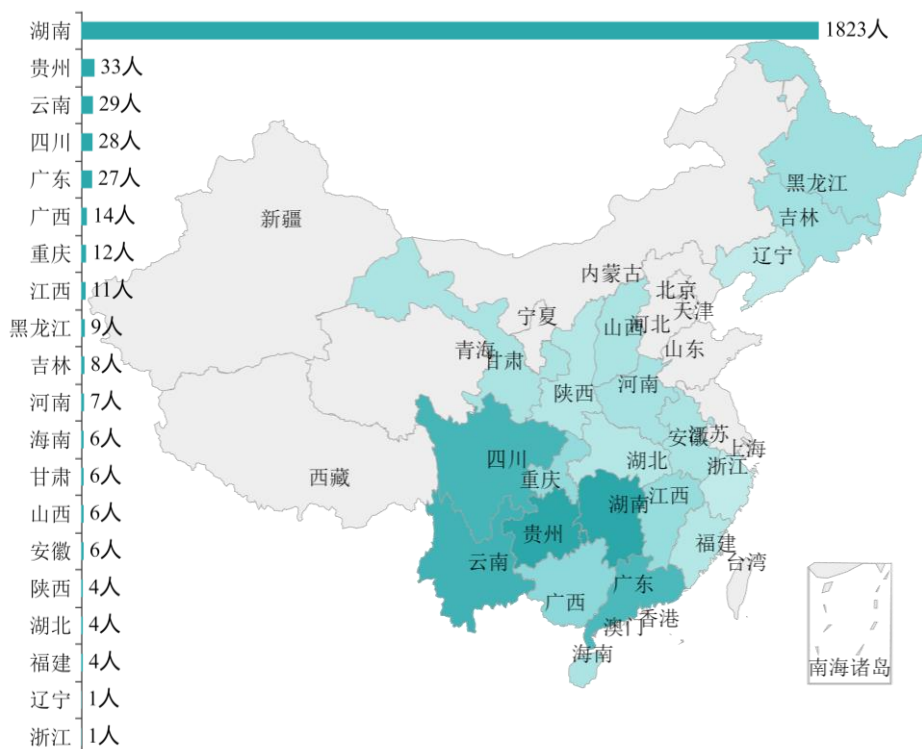 湖南 1823人
贵州 33人
云南 29人
四川 28人
广东 27人
广西 14人
重庆 12人
江西 11人
黑龙江 9人
吉林 8人
河南 7人
海南 6人
甘肃 6人
山西 6人
安徽 6人
陕西 4人
湖北 4人
福建 4人
辽宁 1人
浙江 1人
黑龙江
吉林
新疆
辽宁
内蒙古
北京
宁夏
天津
山西
河北
青海
山东
甘肃
河南
陕西
安徽
江苏
上海
四川
湖北
浙江
西藏
重庆
湖南
江西
贵州
福建
云南
台湾
广东
广西
香港
澳门
海南
南海诸岛